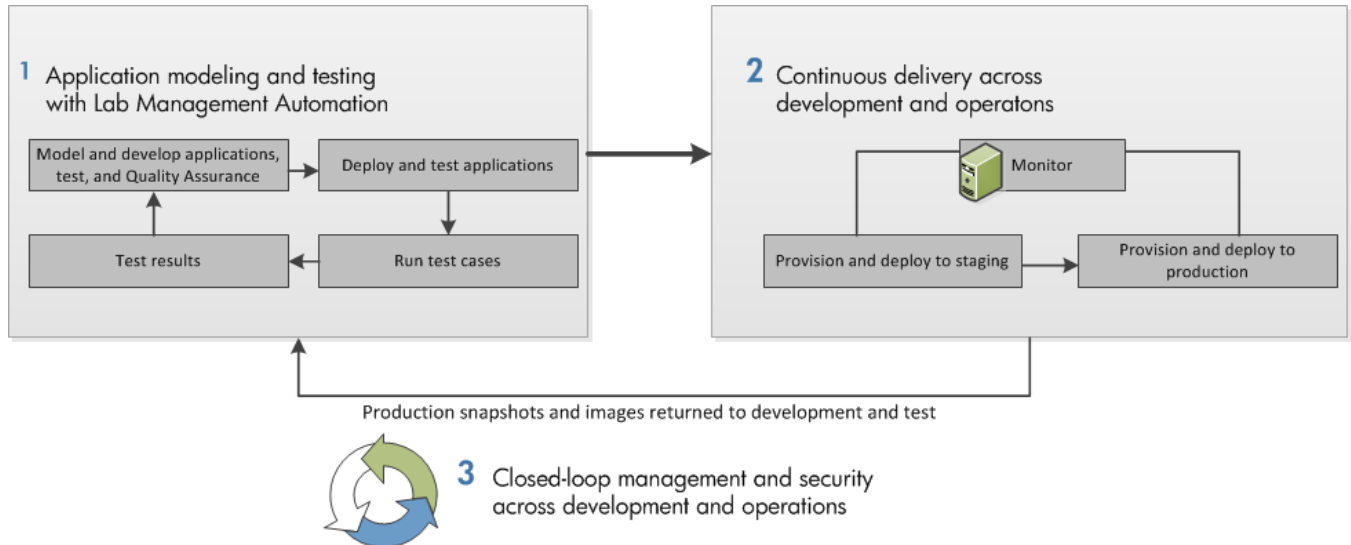 1 Application modeling and testing
with Lab Management Automation
Model and develop applications,
test, and Quality Assurance
Deploy and test applications
Test results
Run test cases
2 Continuous delivery across
development and operatons
Monitor
Provision and deploy to staging
Provision and deploy to
production
Production snapshots and images returned to development and test
3 Closed-loop management and security
across development and operations